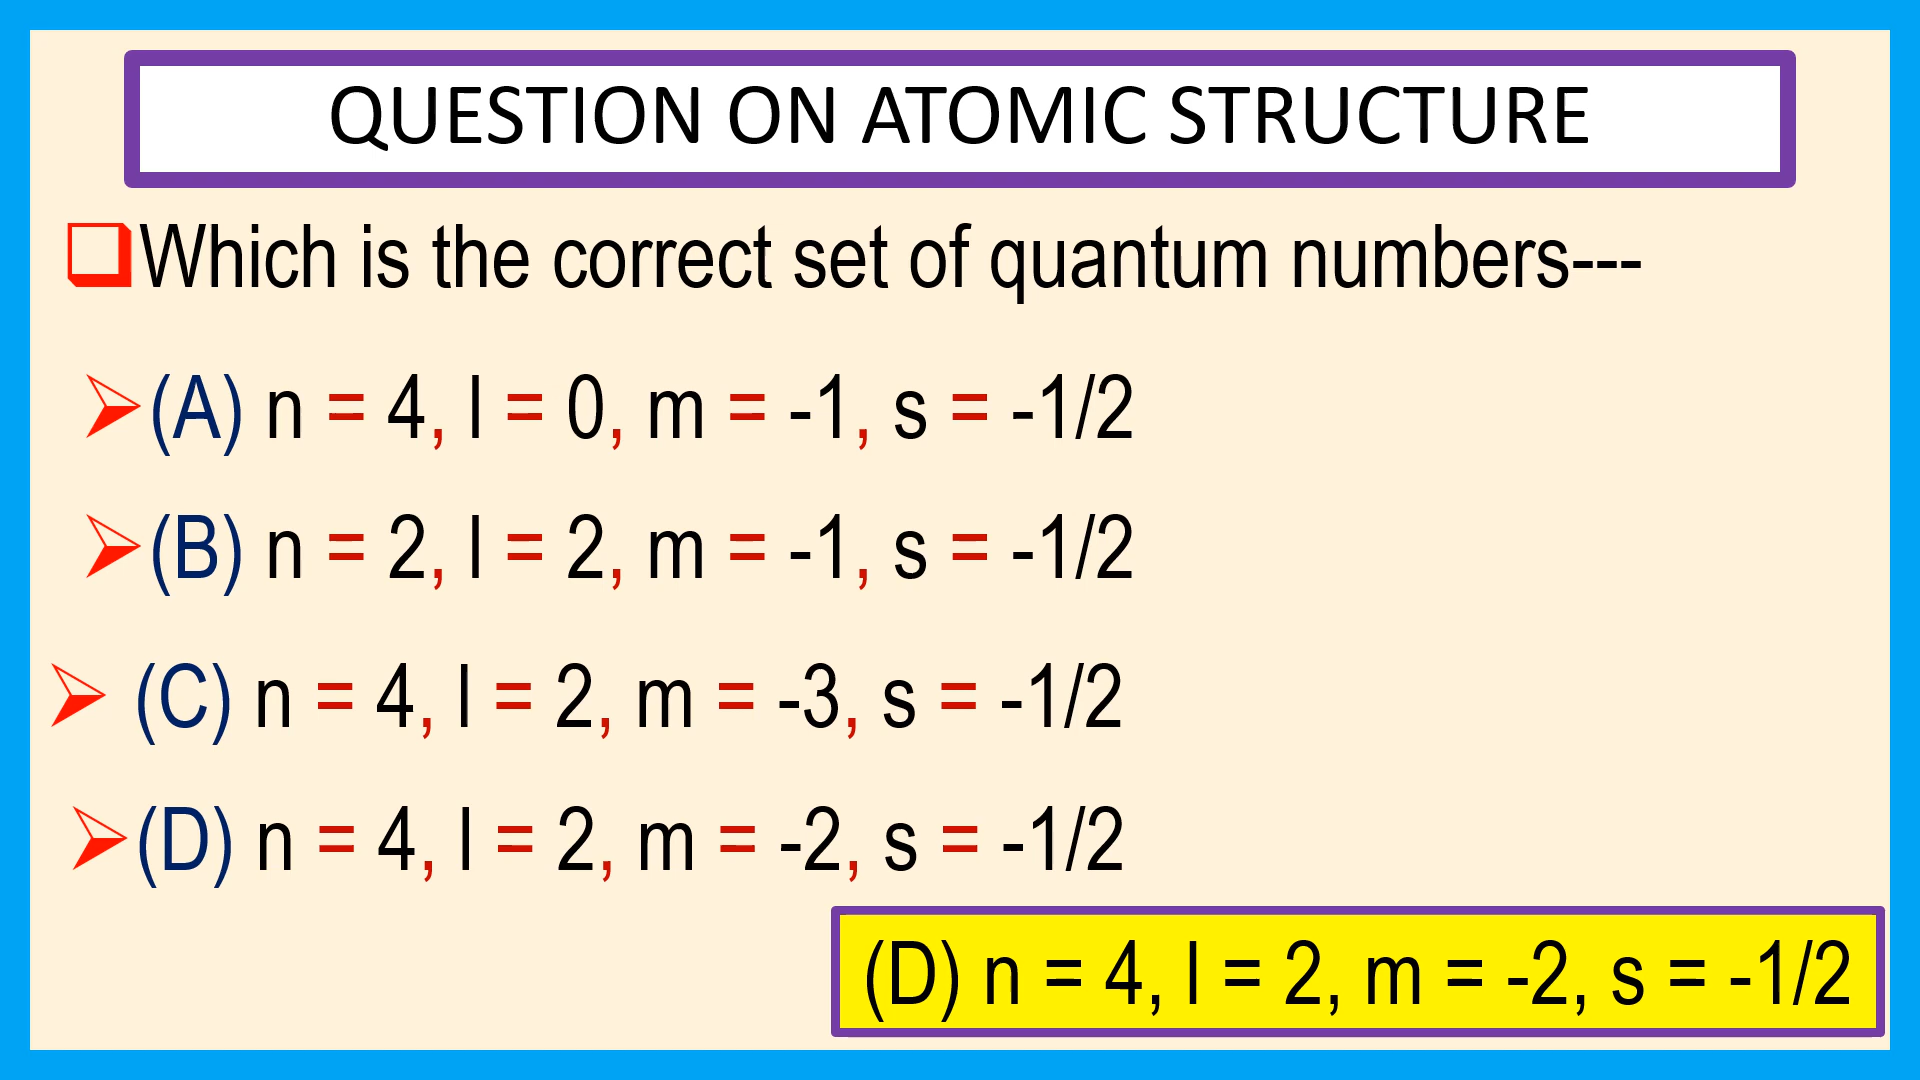 QUESTION ON ATOMIC STRUCTURE
Which is the correct set of quantum numbers---
(A) n = 4, l = 0, m = -1, s = -1/2
(B) n = 2, l = 2, m = -1, s = -1/2
(C) n = 4, l = 2, m = -3, s = -1/2
(D) n = 4, l = 2, m = -2, s = -1/2
(D) n = 4, l = 2, m = -2, s = -1/2